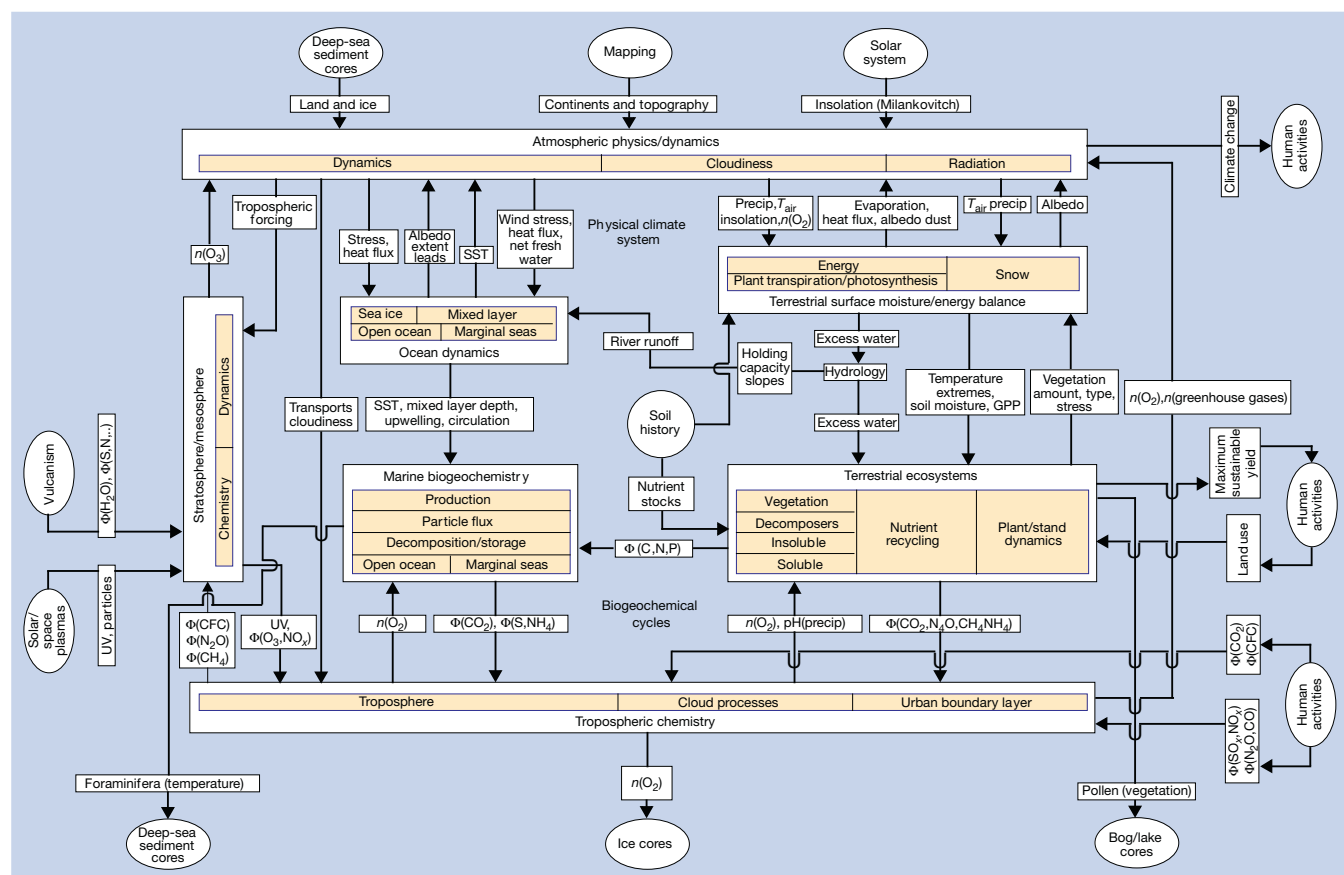 Deep-sea
sediment
cores
Mapping
Solar
system
Land and ice
Continents and topography
Insolation (Milankovitch)
Climate change
Human
activities
Atmospheric physics/dynamics
Dynamics
Cloudiness
Radiation
Tropospheric
forcing
n(O₃)
Stress,
heat flux
Albedo
extent
leads
SST
Wind stress,
heat flux,
net fresh
water
Physical climate
system
Precip,Tair
insolation,n(O₂)
Evaporation,
heat flux, albedo dust
Tair precip
Albedo
Energy
Plant transpiration/photosynthesis
Snow
Terrestrial surface moisture/energy balance
Sea ice
Mixed layer
Open ocean
Marginal seas
Ocean dynamics
River runoff
Holding
capacity
slopes
Excess water
Hydrology
Excess water
Temperature
extremes,
soil moisture, GPP
Vegetation
amount, type,
stress
n(O₂),n(greenhouse gases)
Stratosphere/mesosphere
Dynamics
Chemistry
Transports
cloudiness
SST, mixed layer depth,
upwelling, circulation
Soil
history
Nutrient
stocks
Vulcanism
Φ(H₂O), Φ(S,N,..)
Solar/
space
plasmas
UV, particles
Marine biogeochemistry
Production
Particle flux
Decomposition/storage
Open ocean
Marginal seas
Φ (C,N,P)
Terrestrial ecosystems
Vegetation
Decomposers
Insoluble
Soluble
Nutrient
recycling
Plant/stand
dynamics
Maximum
sustainable
yield
Human
activities
Land use
Φ(CFC)
Φ(N₂O)
Φ(CH₄)
UV,
Φ(O₃,NOₓ)
n(O₂)
Φ(CO₂), Φ(S,NH₄)
Biogeochemical
cycles
n(O₂), pH(precip)
Φ(CO₂,N₄O,CH₄NH₄)
Φ(CO₂)
Φ(CFC)
Human
activities
Φ(SOₓ,NOₓ)
Φ(N₂O,CO)
Troposphere
Cloud processes
Urban boundary layer
Tropospheric chemistry
Foraminifera (temperature)
n(O₂)
Pollen (vegetation)
Deep-sea
sediment
cores
Ice cores
Bog/lake
cores